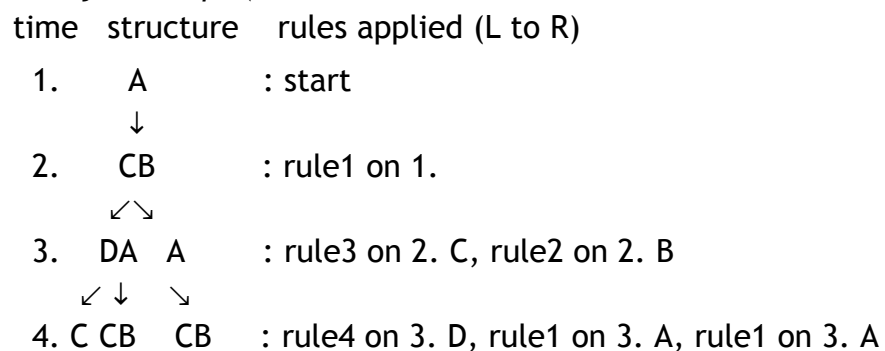 time structure rules applied (L to R)
1. A : start
↓
2. CB : rule1 on 1.
↙↘
3. DA A : rule3 on 2. C, rule2 on 2. B
↙ ↓ ↘
4. C CB CB : rule4 on 3. D, rule1 on 3. A, rule1 on 3. A